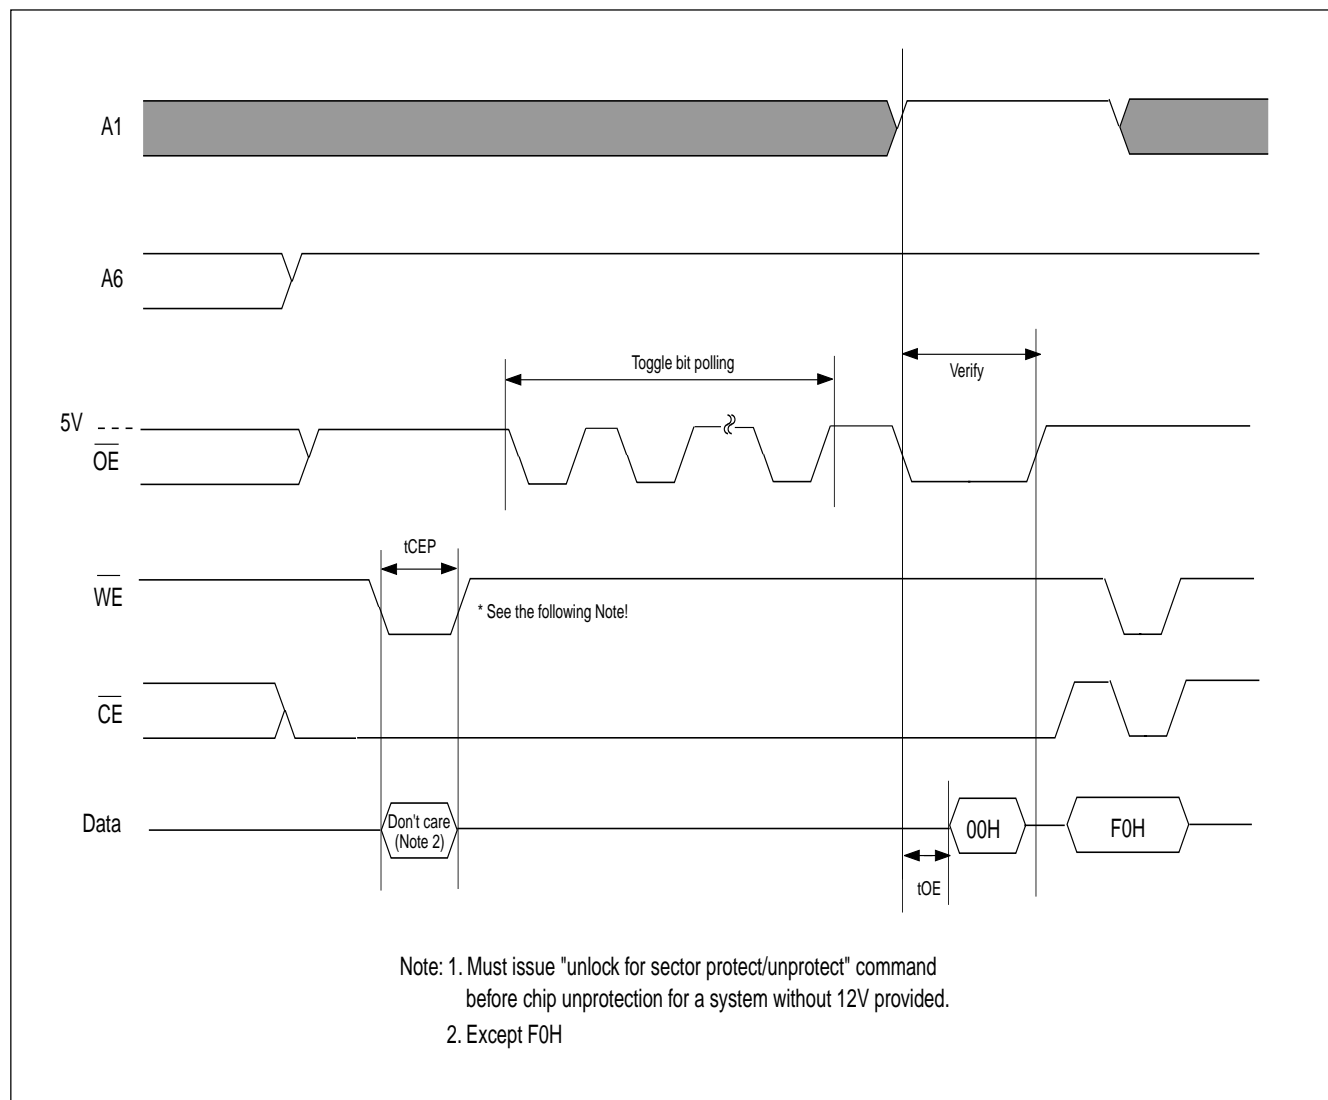 A1
A6
Toggle bit polling
Verify
5V
OE
tCEP
WE
* See the following Note!
CE
Data
Don't care
(Note 2)
00H
F0H
tOE
Note: 1. Must issue "unlock for sector protect/unprotect" command
before chip unprotection for a system without 12V provided.
2. Except F0H